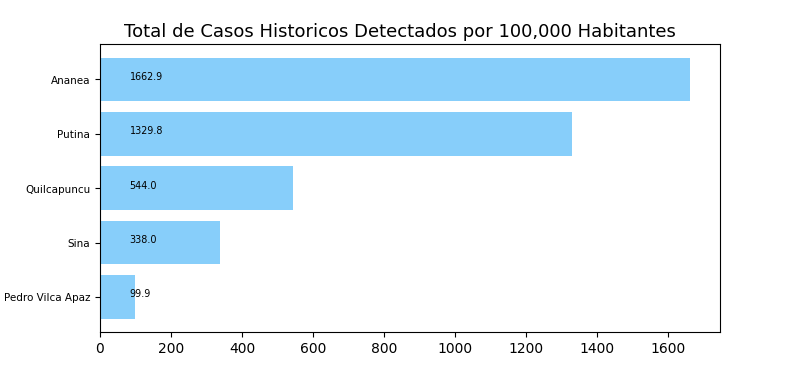 Total de Casos Historicos Detectados por 100,000 Habitantes
Ananea 1662.9
Putina 1329.8
Quilcapuncu 544.0
Sina 338.0
Pedro Vilca Apaz 99.9
0 200 400 600 800 1000 1200 1400 1600